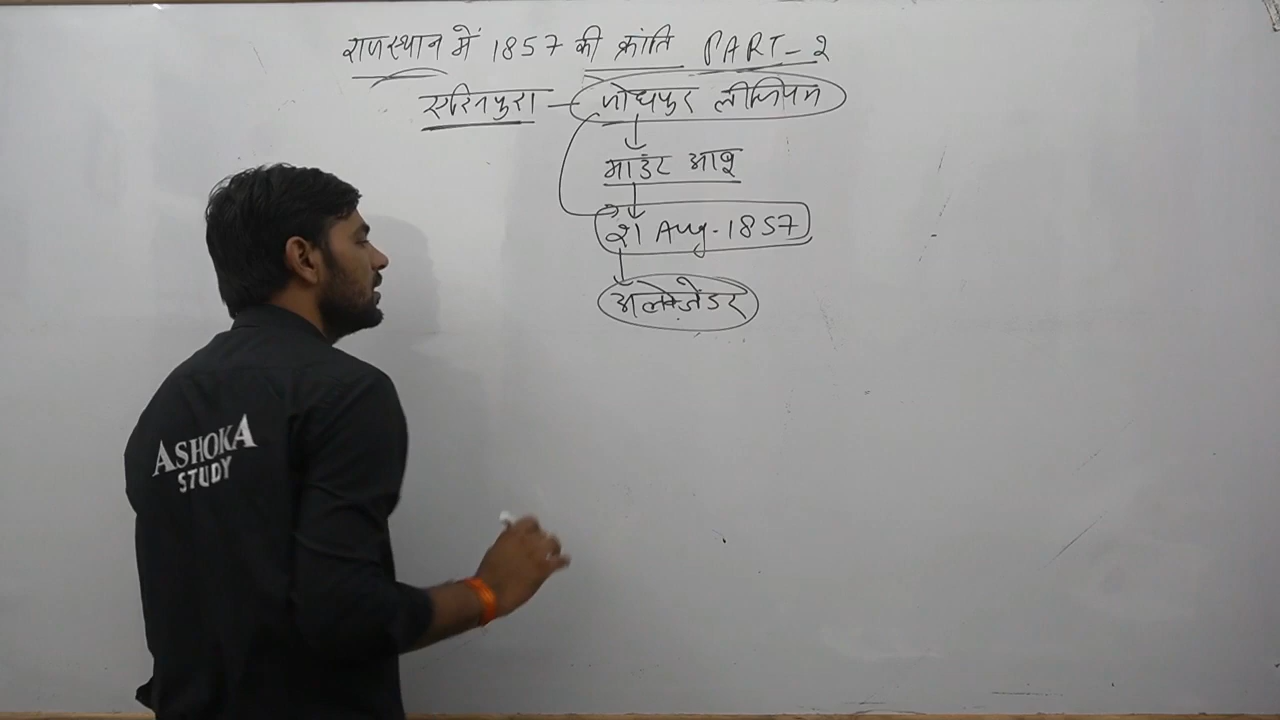 राजस्थान में 1857 की क्रांति PART-2
एरिनपुरा - जोधपुर लीजियन
माउंट आबू
21 Aug-1857
अलेक्जेंडर
ASHOKA
STUDY